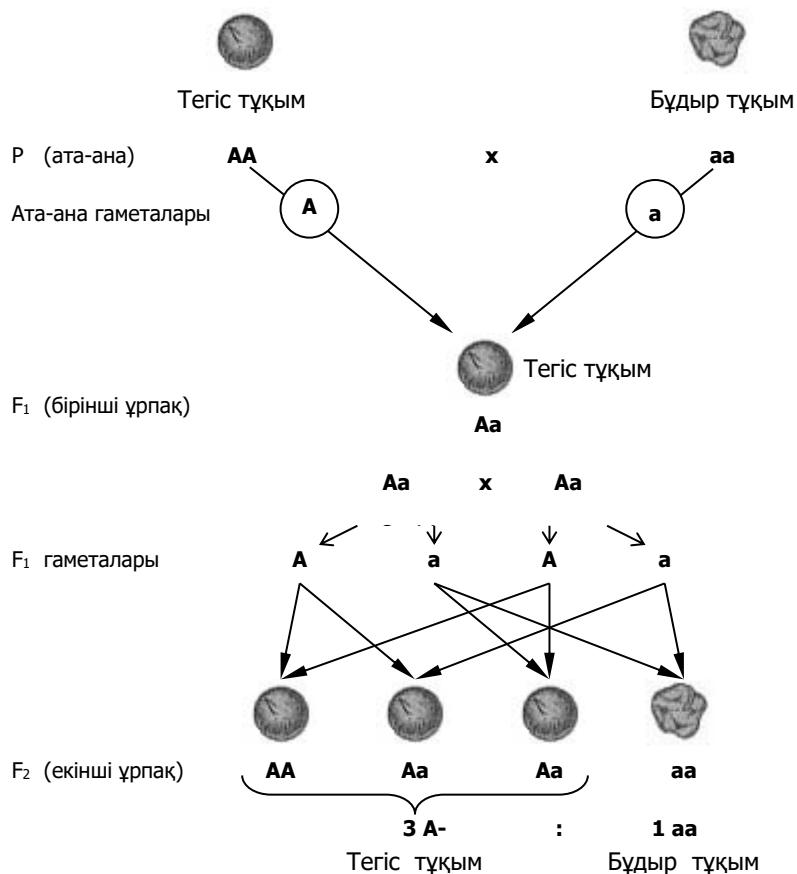 Тегіс тұқым Бұдыр тұқым
P (ата-ана) AA x aa
Ата-ана гаметалары A a
Тегіс тұқым
F₁ (бірінші ұрпақ)
Aa
Aa x Aa
F₁ гаметалары A a A a
F₂ (екінші ұрпақ) AA Aa Aa aa
3 A- : 1 aa
Тегіс тұқым Бұдыр тұқым